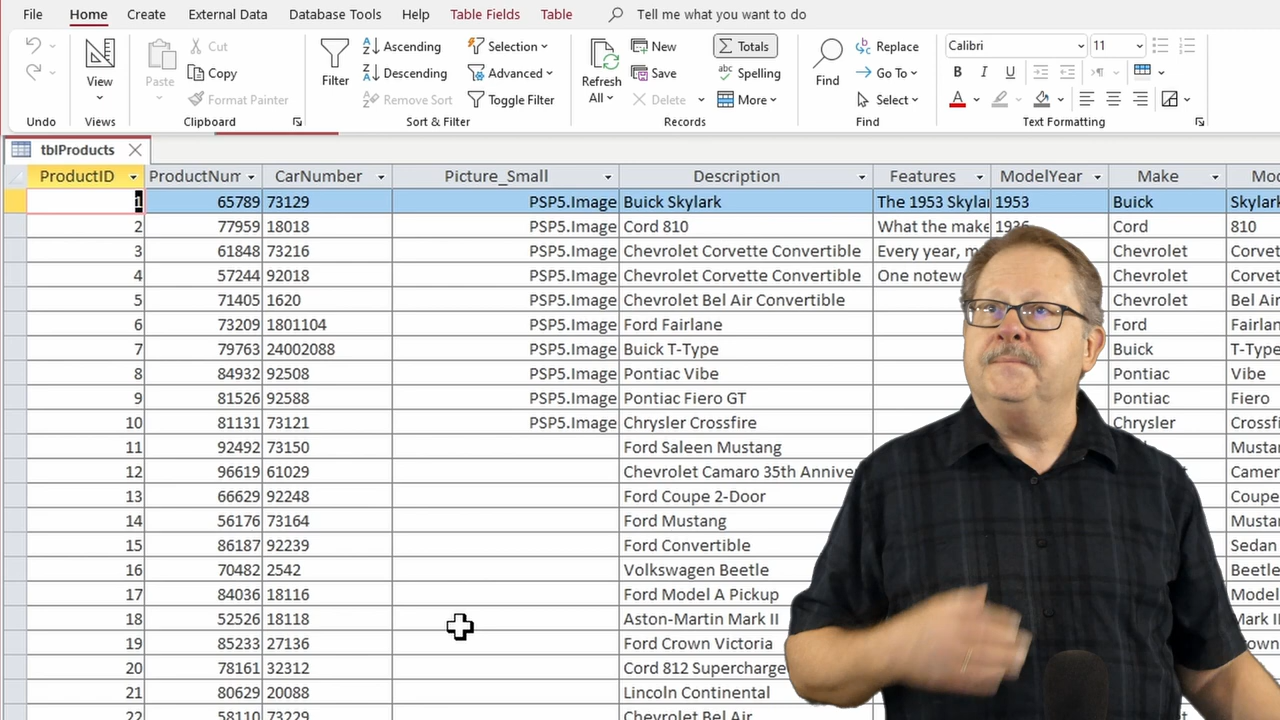 File Home Create External Data Database Tools Help Table Fields Table Tell me what you want to do
Cut Ascending Selection New Totals Replace Calibri 11
View Paste Copy Filter Descending Advanced Refresh Save Spelling Find Go To B I U
Format Painter Remove Sort Toggle Filter All Delete More Select A
Undo Views Clipboard Sort & Filter Records Find Text Formatting
tblProducts
ProductID ProductNum CarNumber Picture_Small Description Features ModelYear Make Mod
1 65789 73129 PSP5.Image Buick Skylark The 1953 Skylar 1953 Buick Skylark
2 77959 18018 PSP5.Image Cord 810 What the make 1936 Cord 810
3 61848 73216 PSP5.Image Chevrolet Corvette Convertible Every year, m Chevrolet Corvet
4 57244 92018 PSP5.Image Chevrolet Corvette Convertible One notew Chevrolet Corvet
5 71405 1620 PSP5.Image Chevrolet Bel Air Convertible Chevrolet Bel Air
6 73209 1801104 PSP5.Image Ford Fairlane Ford Fairlan
7 79763 24002088 PSP5.Image Buick T-Type Buick T-Type
8 84932 92508 PSP5.Image Pontiac Vibe Pontiac Vibe
9 81526 92588 PSP5.Image Pontiac Fiero GT Pontiac Fiero
10 81131 73121 PSP5.Image Chrysler Crossfire Chrysler Crossf
11 92492 73150 Ford Saleen Mustang Musta
12 96619 61029 Chevrolet Camaro 35th Anniver Camer
13 66629 92248 Ford Coupe 2-Door Coupe
14 56176 73164 Ford Mustang Musta
15 86187 92239 Ford Convertible Sedan
16 70482 2542 Volkswagen Beetle Beetle
17 84036 18116 Ford Model A Pickup Model
18 52526 18118 Aston-Martin Mark II Mark II
19 85233 27136 Ford Crown Victoria rown
20 78161 32312 Cord 812 Supercharge
21 80629 20088 Lincoln Continental
22 58110 73229 Chevrolet Bel Air